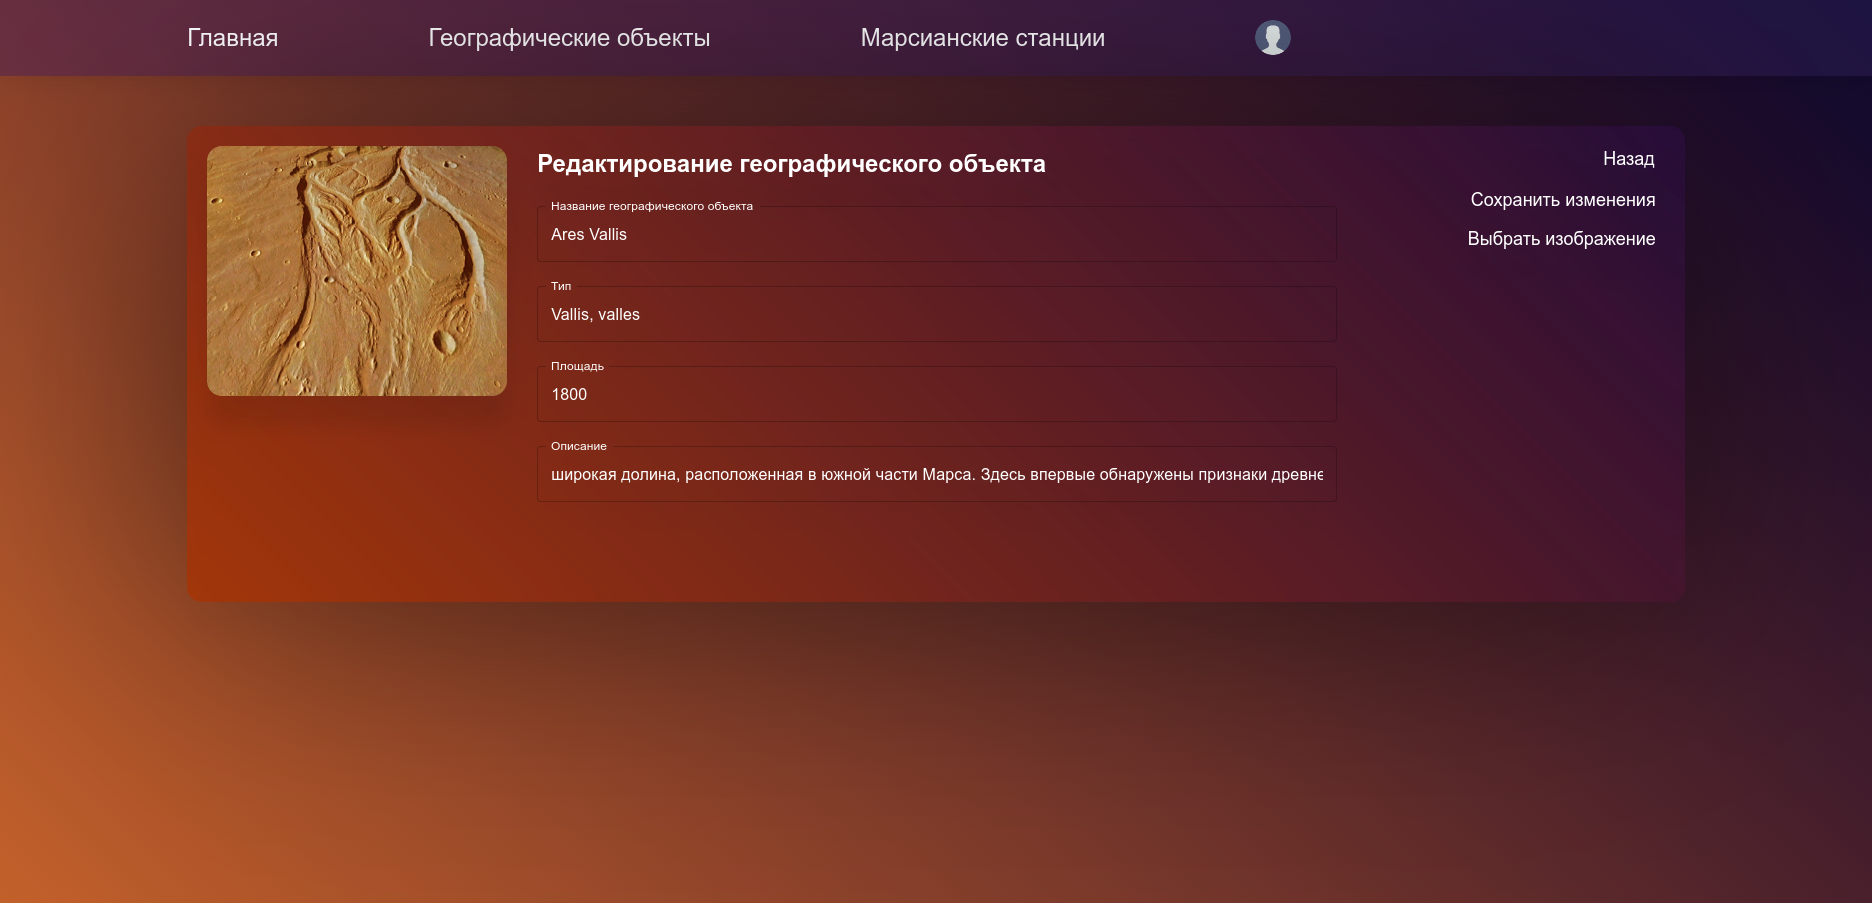 Главная
Географические объекты
Марсианские станции
Редактирование географического объекта
Название географического объекта
Ares Vallis
Тип
Vallis, valles
Площадь
1800
Описание
широкая долина, расположенная в южной части Марса. Здесь впервые обнаружены признаки древне
Назад
Сохранить изменения
Выбрать изображение